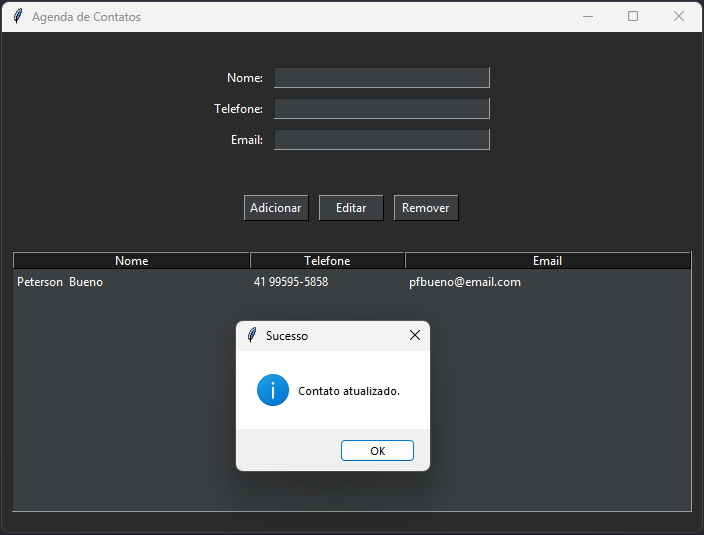 Agenda de Contatos
Nome:
Telefone:
Email:
Adicionar Editar Remover
Nome Telefone Email
Peterson  Bueno 41 99595-5858 pfbueno@email.com
Sucesso
i
Contato atualizado.
OK